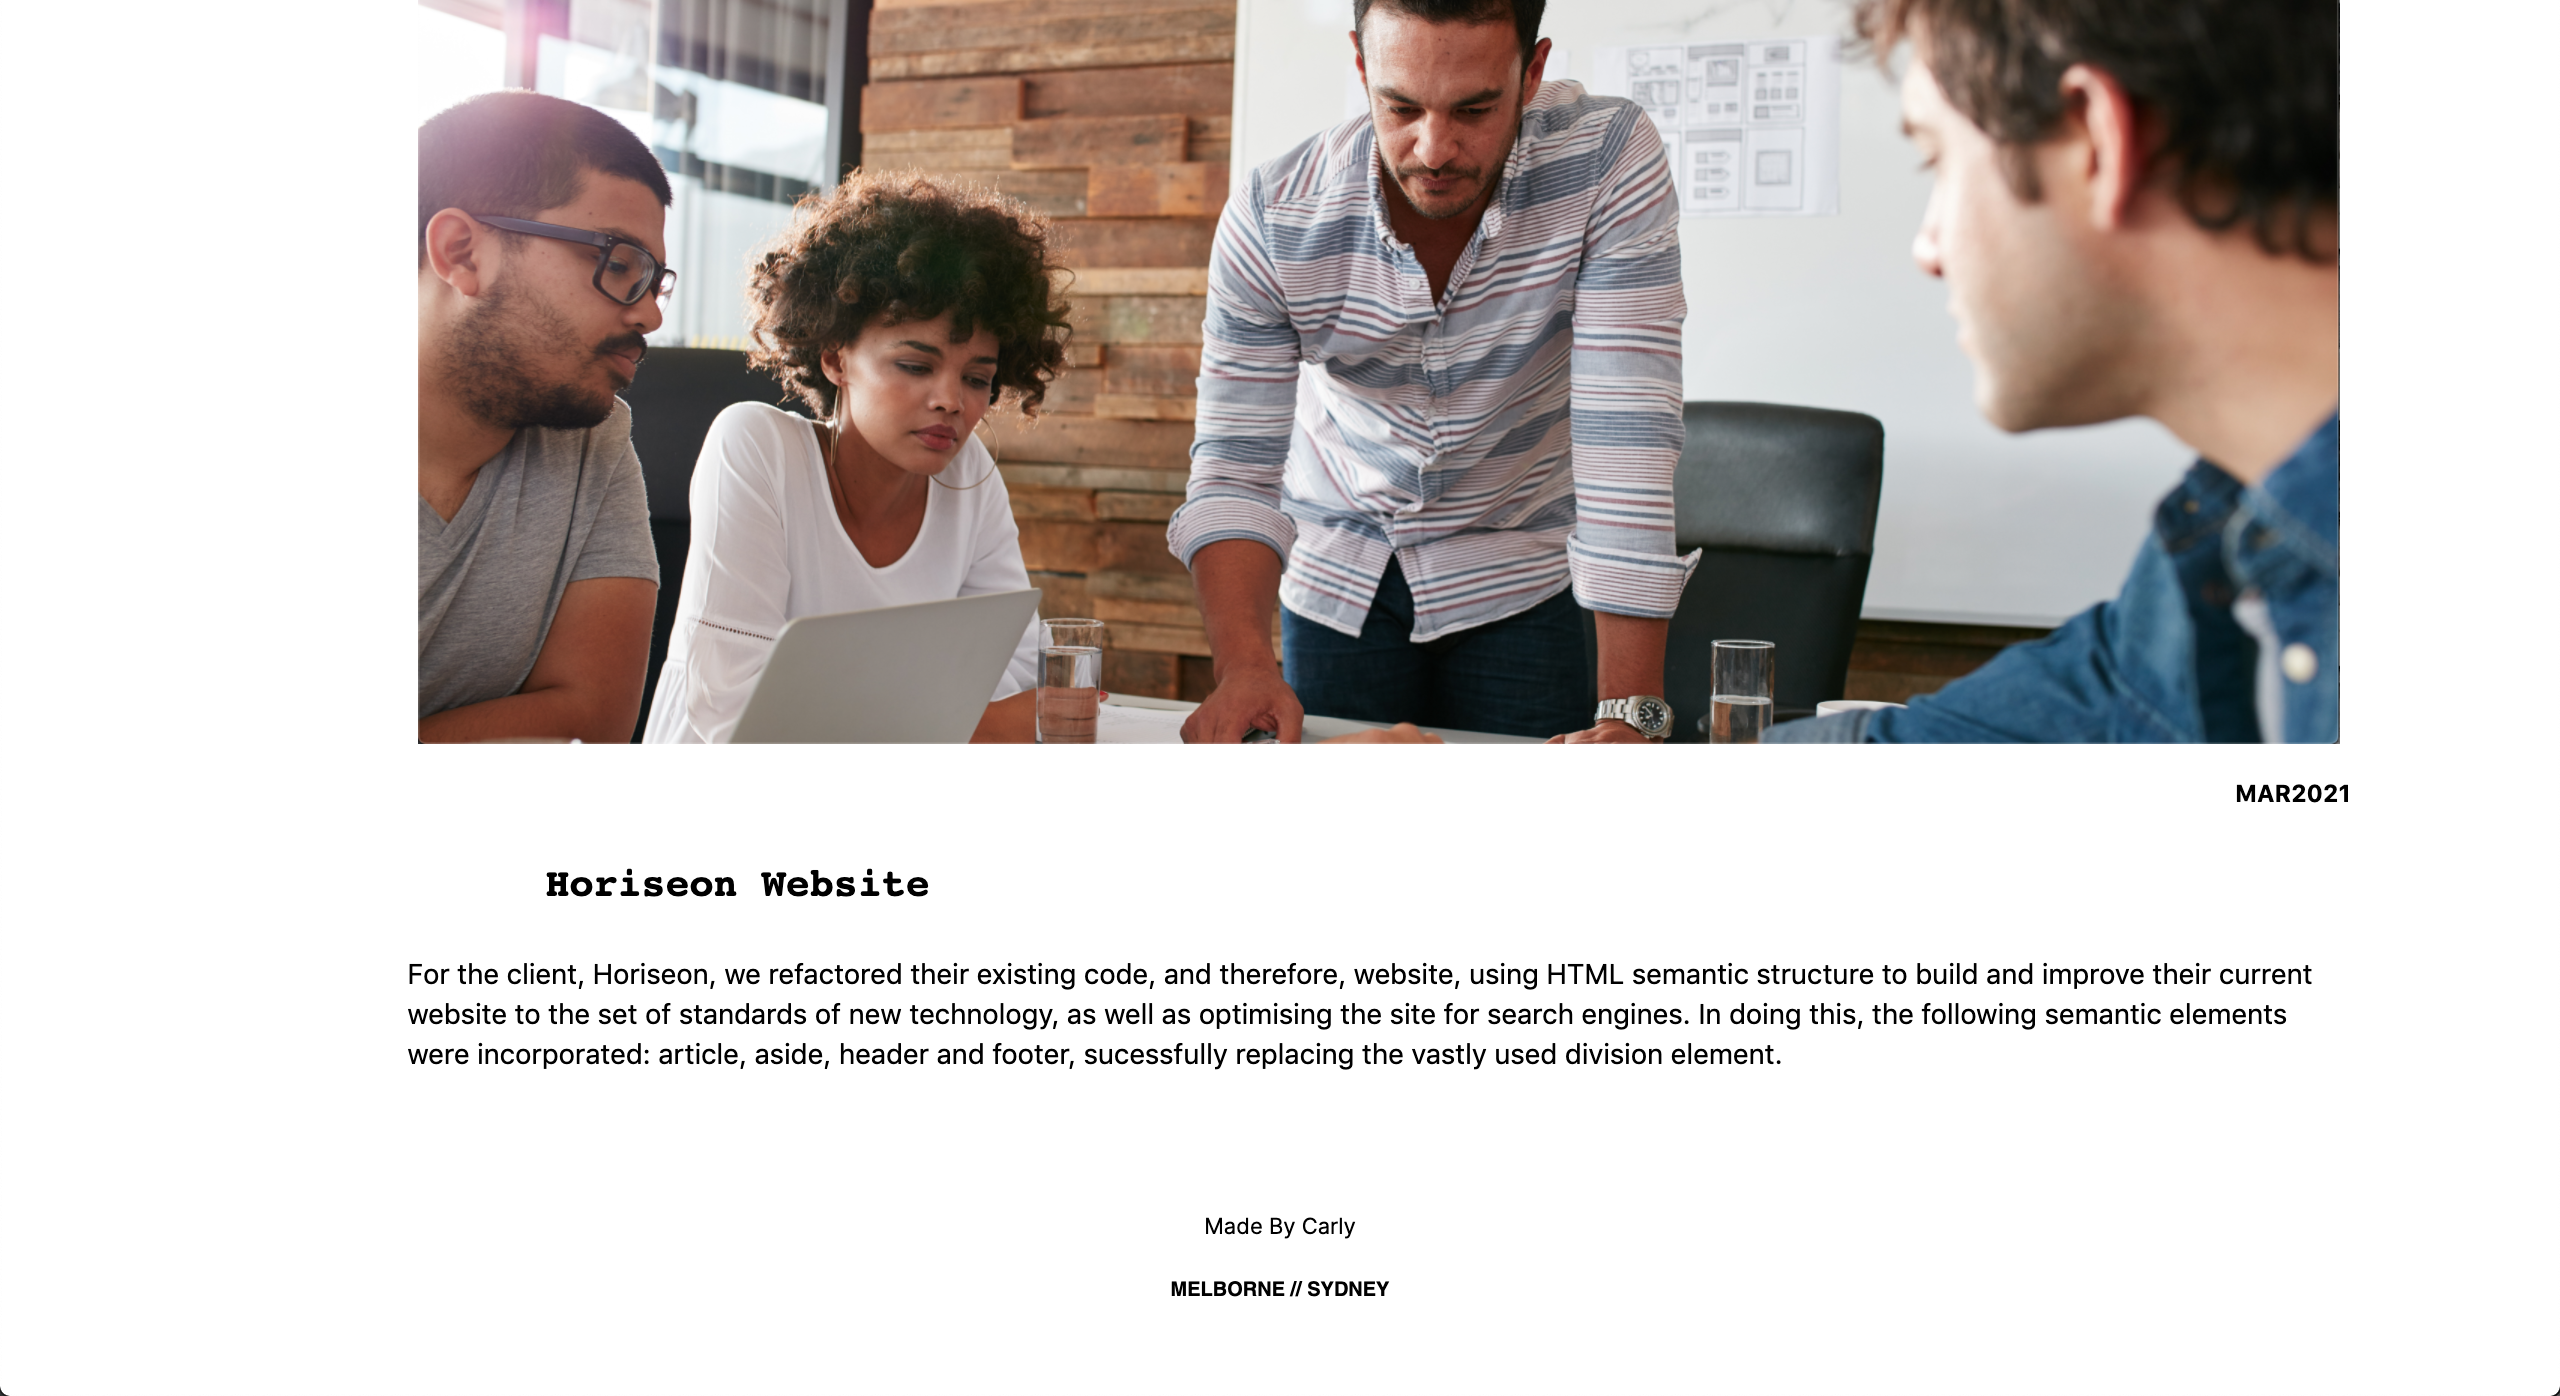 MAR2021
Horiseon Website
For the client, Horiseon, we refactored their existing code, and therefore, website, using HTML semantic structure to build and improve their current
website to the set of standards of new technology, as well as optimising the site for search engines. In doing this, the following semantic elements
were incorporated: article, aside, header and footer, sucessfully replacing the vastly used division element.
Made By Carly
MELBORNE // SYDNEY